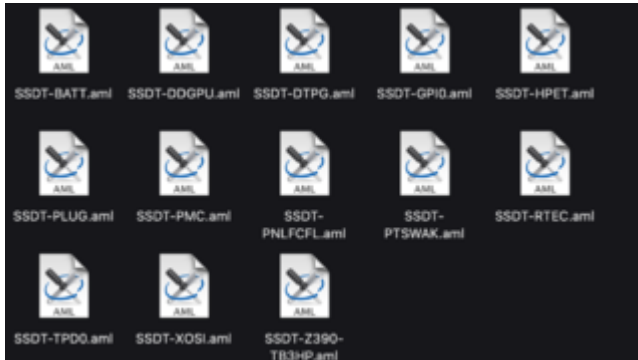 AML AML AML AML AML
SSDT-BATT.aml SSDT-DDGPU.aml SSDT-DTPG.aml SSDT-GPI0.aml SSDT-HPET.aml
AML AML AML AML AML
SSDT-PLUG.aml SSDT-PMC.aml SSDT- SSDT- SSDT-RTEC.aml
PNLFCFL.aml PTSWAK.aml
AML AML AML
SSDT-TPD0.aml SSDT-XOSI.aml SSDT-Z390-
TB3HP.aml